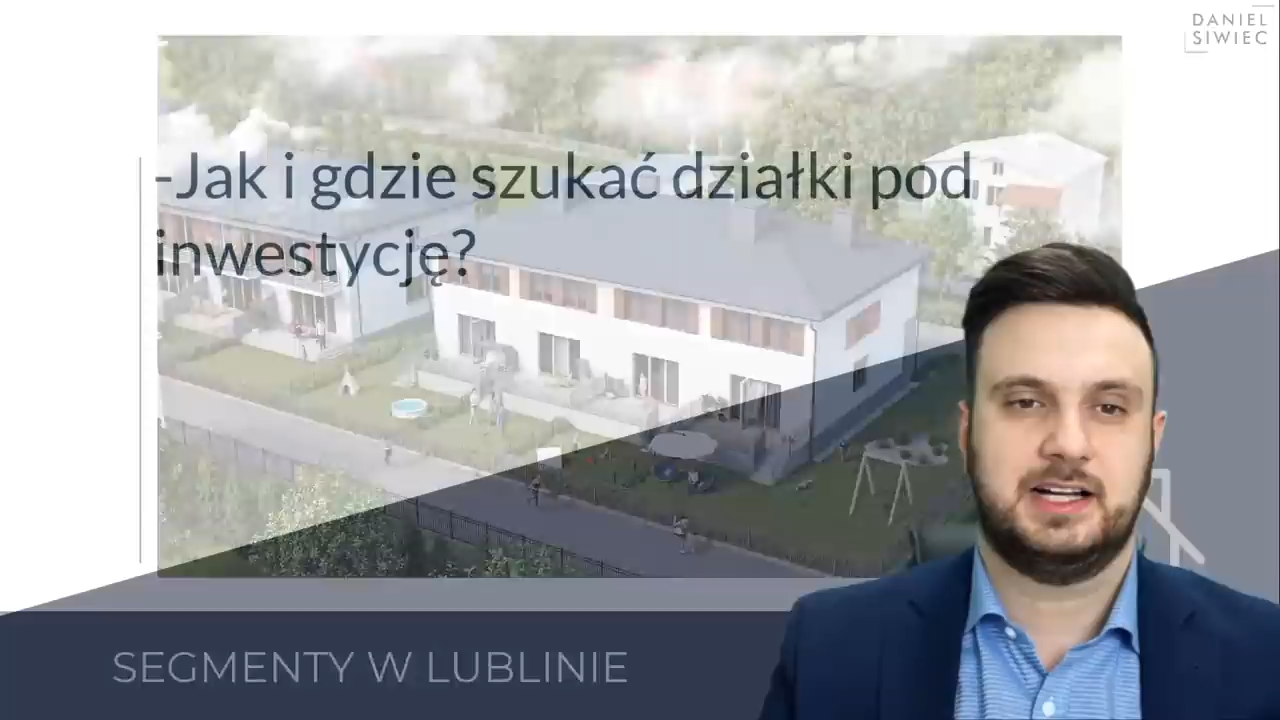 DANIEL
SIWIEC
-Jak i gdzie szukać działki pod
inwestycję?
SEGMENTY W LUBLINIE